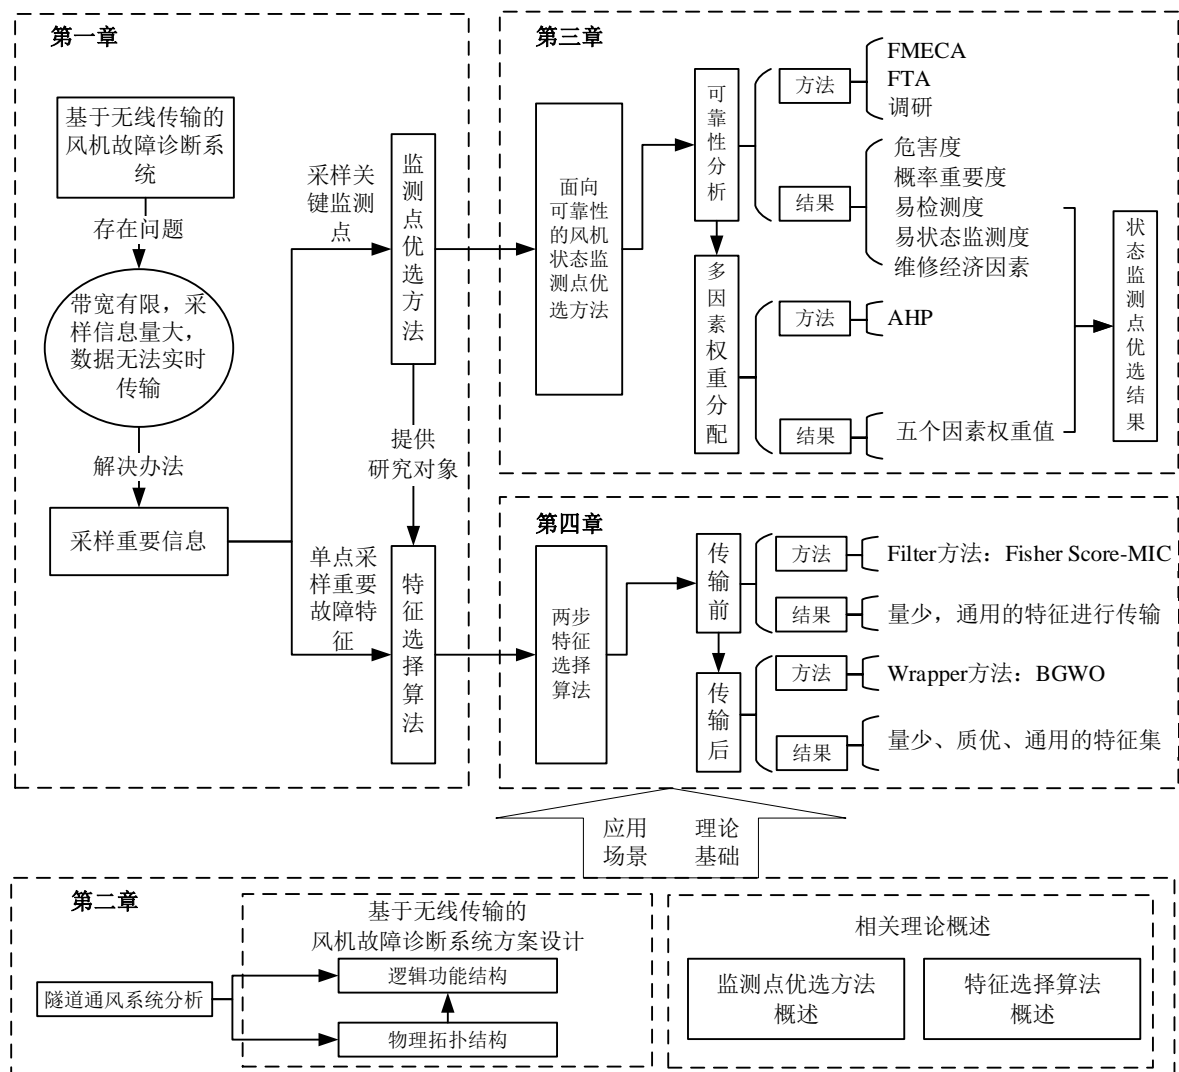 第一章
基于无线传输的
风机故障诊断系
统
存在问题
带宽有限，采
样信息量大，
数据无法实时
传输
解决办法
采样重要信息
采样关
键监测
点
监测点优选方法
提供
研究对象
单点采
样重要
故障特
征
特征选择算法
第三章
面向
可靠性
的风机
状态监
测点优
选方法
可靠性分析
方法
FMECA
FTA
调研
结果
危害度
概率重要度
易检测度
易状态监测度
维修经济因素
多因素权重分配
方法
AHP
结果
五个因素权重值
状态监测点优选结果
第四章
两步
特征
选择
算法
传输前
方法
Filter方法：Fisher Score-MIC
结果
量少，通用的特征进行传输
传输后
方法
Wrapper方法：BGWO
结果
量少、质优、通用的特征集
应用
场景
理论
基础
第二章
隧道通风系统分析
基于无线传输的
风机故障诊断系统方案设计
逻辑功能结构
物理拓扑结构
相关理论概述
监测点优选方法
概述
特征选择算法
概述